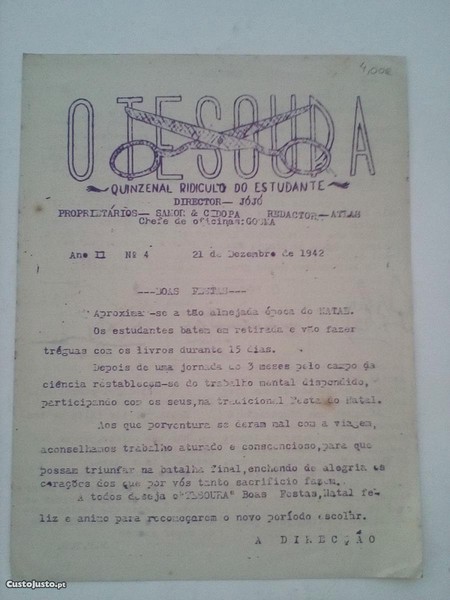 4,00€
O TESOURA
~QUINZENAL RIDICULO DO ESTUDANTE~
DIRECTOR— JÓJÓ
PROPRIETÁRIOS— SANOR & CIDOPA REDACTOR—ATLAS
Chefe de oficinas:GOUMA
Ano II Nº 4 21 de Dezembro de 1942
---BOAS FESTAS---
Aproxima-se a tão almejada época do NATAL.
Os estudantes batem em retirada e vão fazer
tréguas com os livros durante 15 dias.
Depois de uma jornada de 3 meses pelo campo da
ciência restablecem-se do trabalho mental dispendido,
participando com os seus,na tradicional Festa do Natal.
Aos que porventura se deram mal com a viagem,
aconselhamos trabalho aturado e consciencioso,para que
possam triunfar na batalha final,enchendo de alegria os
corações dos que por vós tanto sacrificio fazem.
A todos deseja o"TESOURA" Boas Festas,Natal fe-
liz e animo para recomeçarem o novo período escolar.
A DIRECÇÃO
CustoJusto.pt